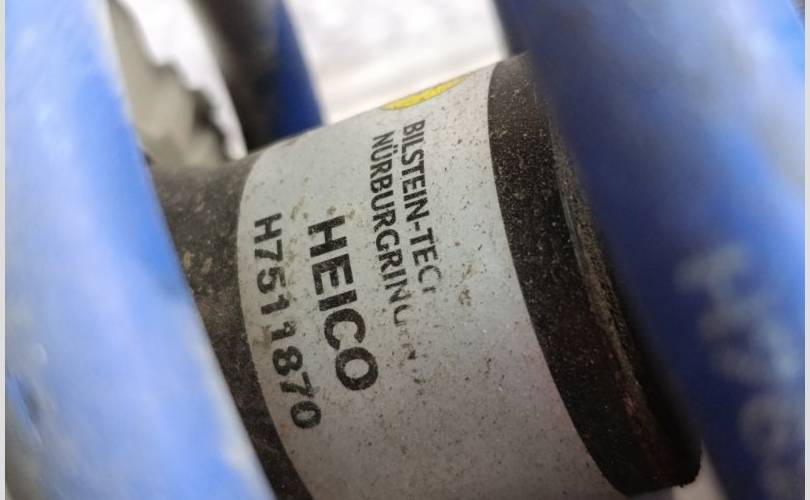 BILSTEIN-TEC
NÜRBURGRIN
HEICO
H7511870